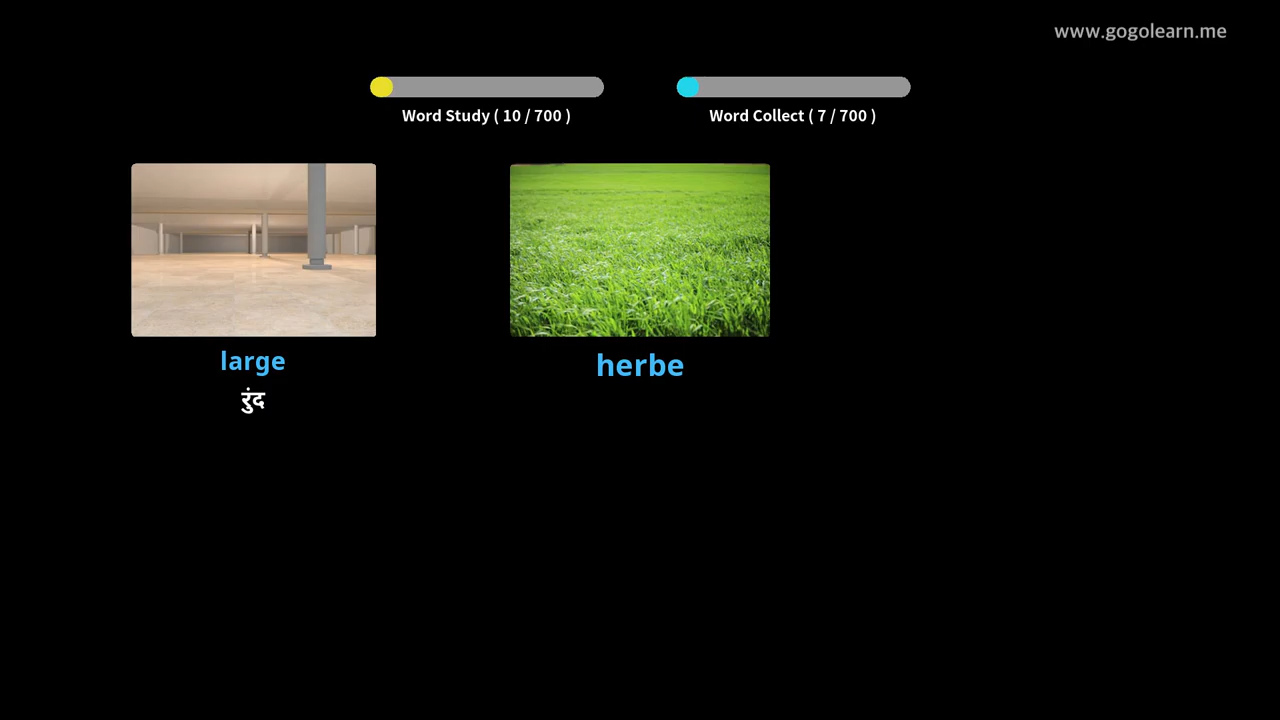 www.gogolearn.me
Word Study ( 10 / 700 )
Word Collect ( 7 / 700 )
large
रुंद
herbe